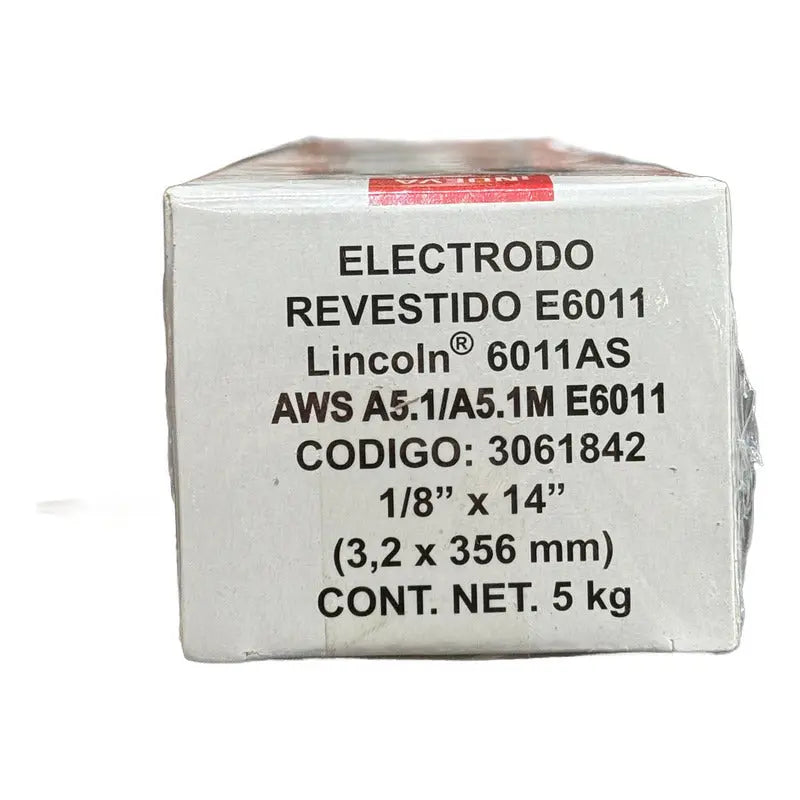 INDEVA
ELECTRODO
REVESTIDO E6011
Lincoln® 6011AS
AWS A5.1/A5.1M E6011
CODIGO: 3061842
1/8” x 14”
(3,2 x 356 mm)
CONT. NET. 5 kg